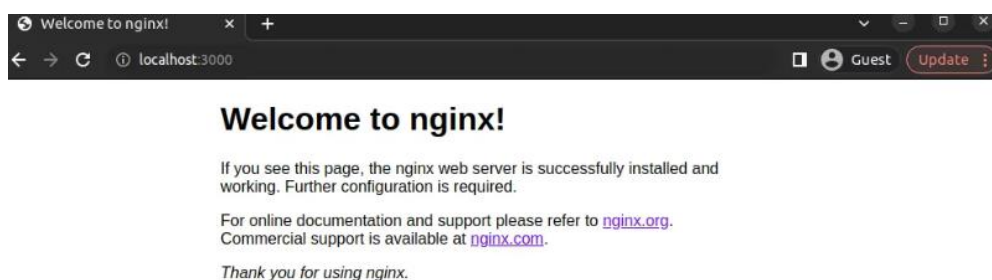 Welcome to nginx!
localhost:3000
Guest
Update
Welcome to nginx!
If you see this page, the nginx web server is successfully installed and
working. Further configuration is required.
For online documentation and support please refer to nginx.org.
Commercial support is available at nginx.com.
Thank you for using nginx.